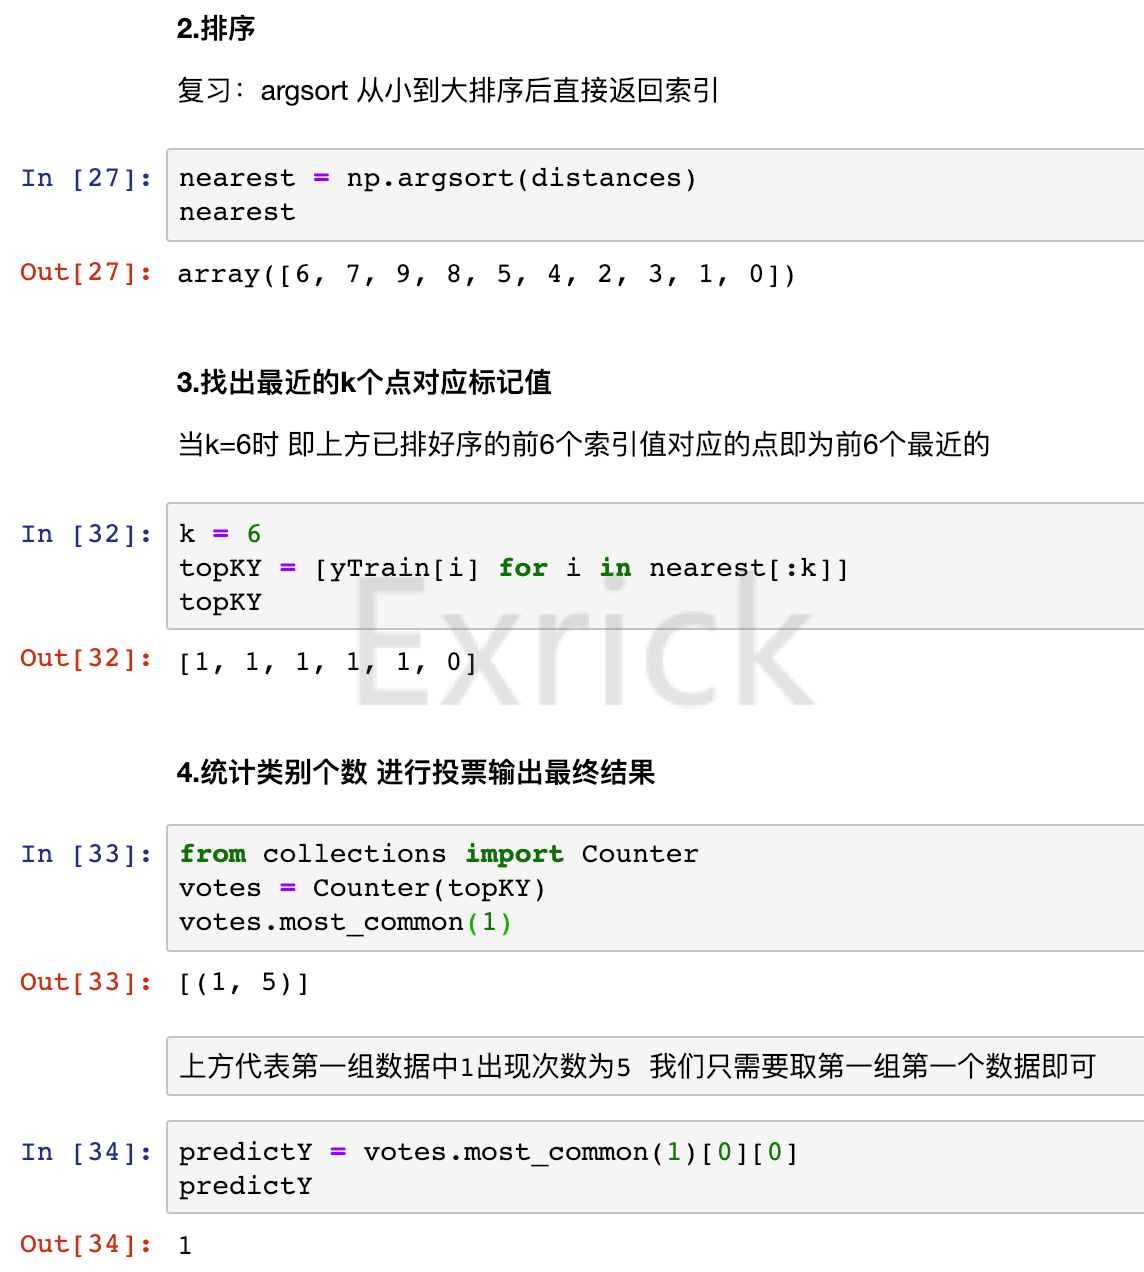 2.排序
复习：argsort 从小到大排序后直接返回索引
In [27]: nearest = np.argsort(distances)
nearest
Out[27]: array([6, 7, 9, 8, 5, 4, 2, 3, 1, 0])
3.找出最近的k个点对应标记值
当k=6时 即上方已排好序的前6个索引值对应的点即为前6个最近的
In [32]: k = 6
topKY = [yTrain[i] for i in nearest[:k]]
topKY
Exrick
Out[32]: [1, 1, 1, 1, 1, 0]
4.统计类别个数 进行投票输出最终结果
In [33]: from collections import Counter
votes = Counter(topKY)
votes.most_common(1)
Out[33]: [(1, 5)]
上方代表第一组数据中1出现次数为5 我们只需要取第一组第一个数据即可
In [34]: predictY = votes.most_common(1)[0][0]
predictY
Out[34]: 1